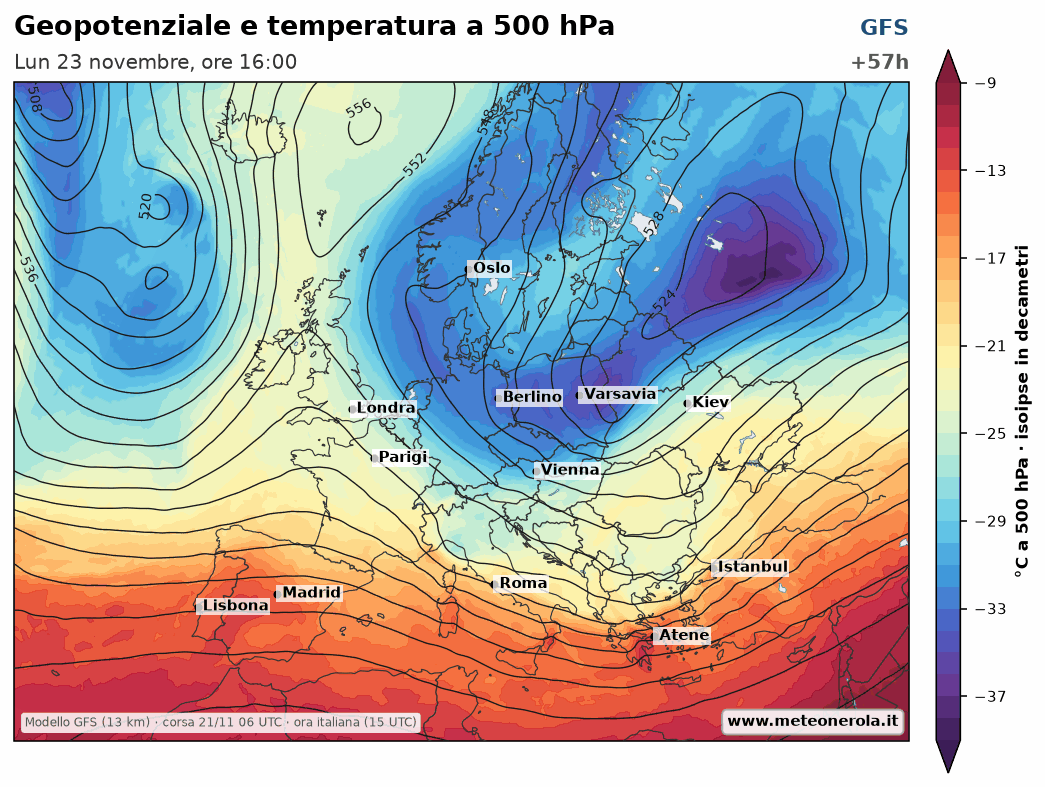 Geopotenziale e temperatura a 500 hPa
GFS
Lun 23 novembre, ore 16:00
+57h
508
556
548
552
520
528
536
524
Oslo
Berlino
Varsavia
Kiev
Londra
Parigi
Vienna
Istanbul
Roma
Madrid
Lisbona
Atene
Modello GFS (13 km) · corsa 21/11 06 UTC · ora italiana (15 UTC)
www.meteonerola.it
−9
−13
−17
−21
−25
−29
−33
−37
°C a 500 hPa · isoipse in decametri